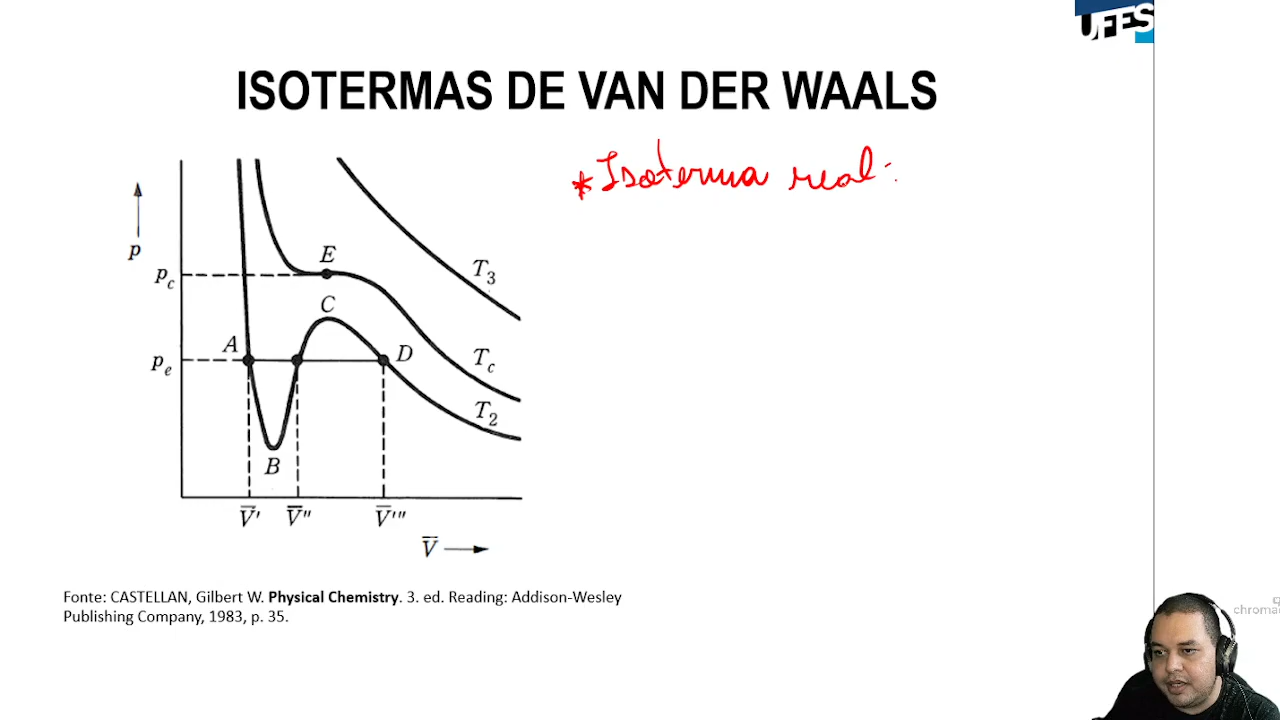 UFES
ISOTERMAS DE VAN DER WAALS
*Isoterma real:
p
p_c
p_e
E
C
A
D
B
T_3
T_c
T_2
V̅' V̅'' V̅'''
V̅
Fonte: CASTELLAN, Gilbert W. Physical Chemistry. 3. ed. Reading: Addison-Wesley
Publishing Company, 1983, p. 35.